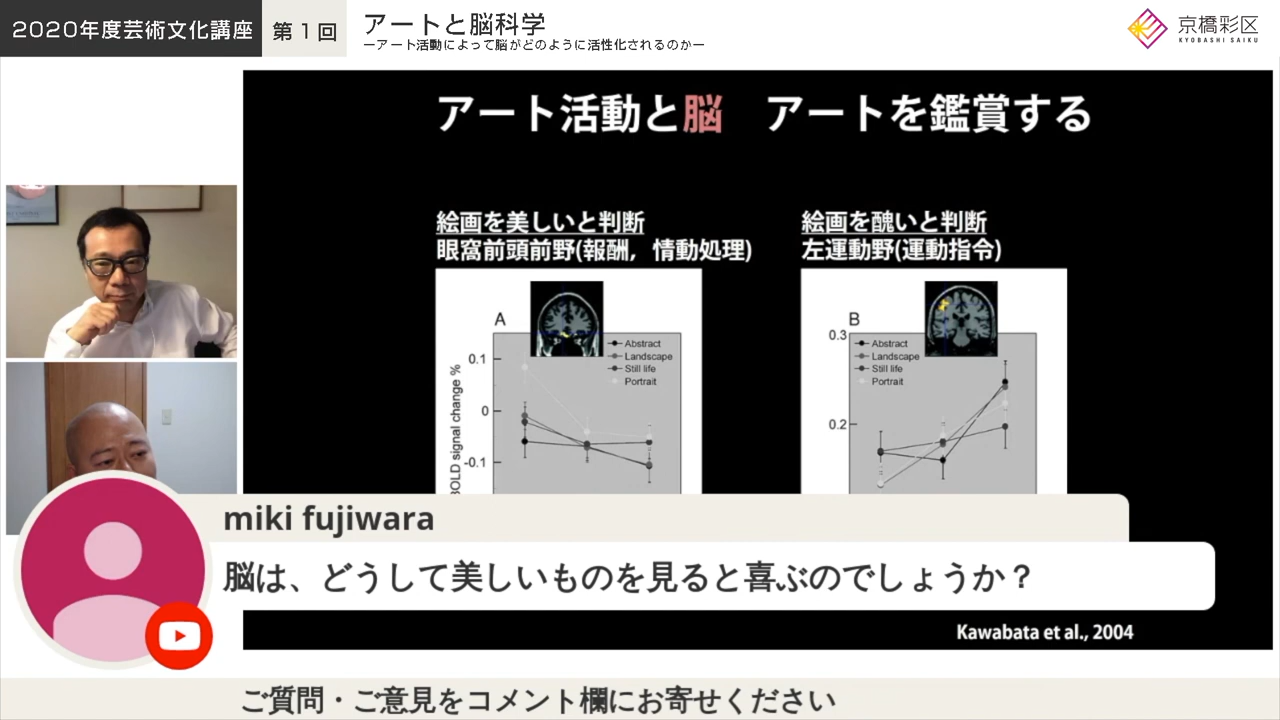 2020年度芸術文化講座
第1回
アートと脳科学
ーアート活動によって脳がどのように活性化されるのかー
京橋彩区
KYOBASHI SAIKU
アート活動と脳 アートを鑑賞する
絵画を美しいと判断
眼窩前頭前野(報酬，情動処理)
絵画を醜いと判断
左運動野(運動指令)
A
Abstract
Landscape
Still life
Portrait
0.1
0
-0.1
BOLD signal change %
B
0.3
Abstract
Landscape
Still life
Portrait
0.2
miki fujiwara
脳は、どうして美しいものを見ると喜ぶのでしょうか？
Kawabata et al., 2004
ご質問・ご意見をコメント欄にお寄せください